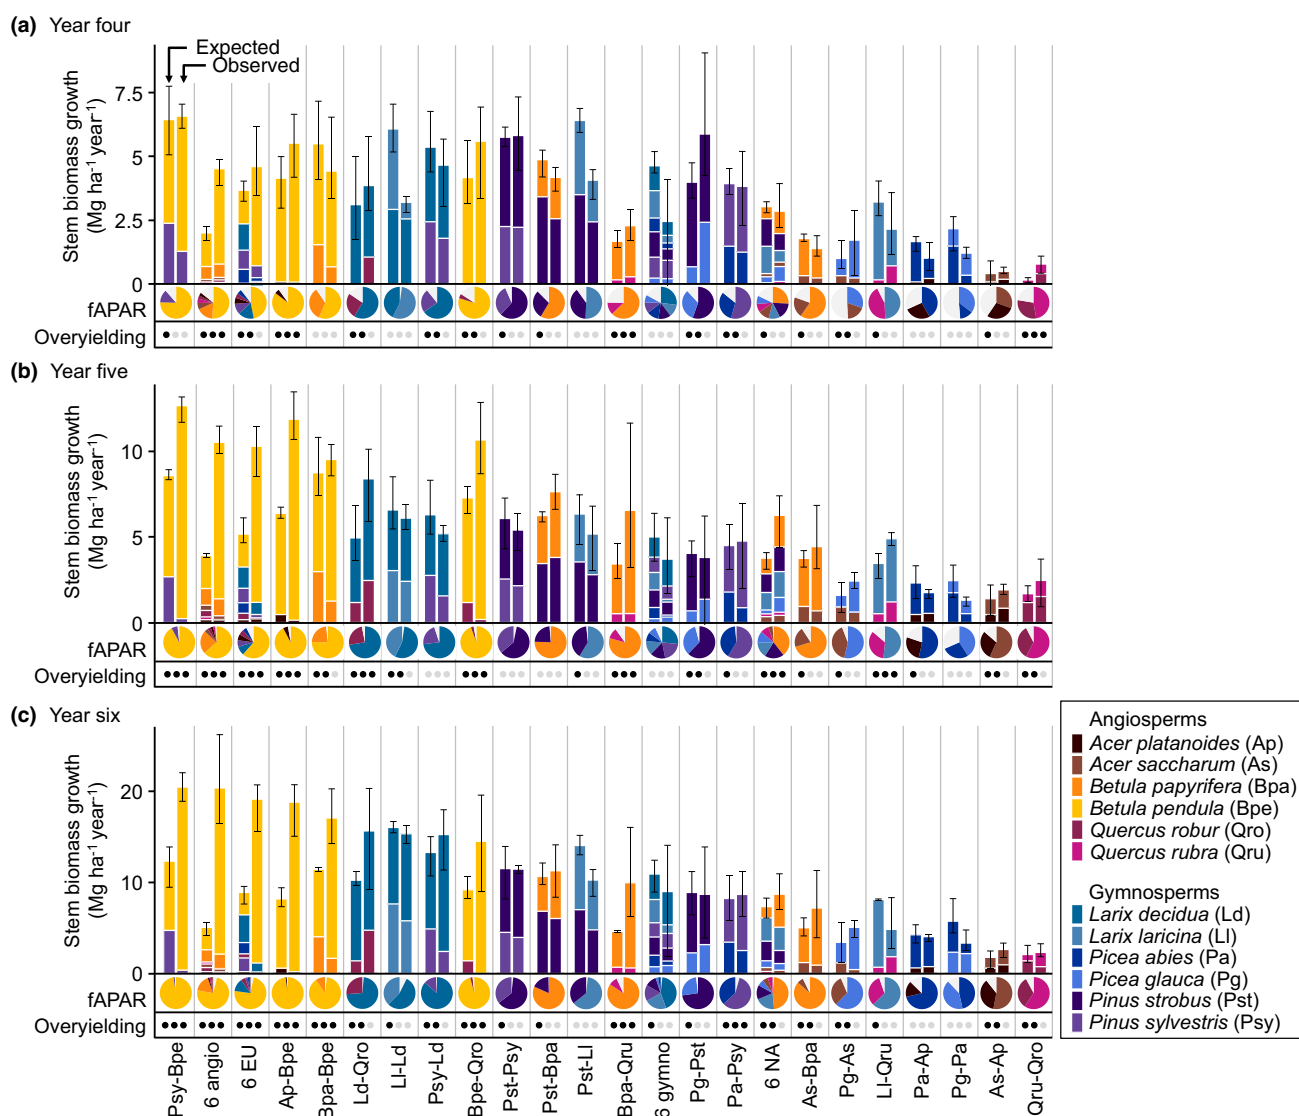 (a) Year four
Expected
Observed
Stem biomass growth
(Mg ha⁻¹ year⁻¹)
7.5
5
2.5
0
fAPAR
Overyielding
(b) Year five
Stem biomass growth
(Mg ha⁻¹ year⁻¹)
10
5
0
fAPAR
Overyielding
(c) Year six
Stem biomass growth
(Mg ha⁻¹ year⁻¹)
20
10
0
fAPAR
Overyielding
Psy-Bpe
6 angio
6 EU
Ap-Bpe
Bpa-Bpe
Ld-Qro
Ll-Ld
Psy-Ld
Bpe-Qro
Pst-Psy
Pst-Bpa
Pst-Ll
Bpa-Qru
6 gymno
Pg-Pst
Pa-Psy
6 NA
As-Bpa
Pg-As
Ll-Qru
Pa-Ap
Pg-Pa
As-Ap
Qru-Qro
Angiosperms
Acer platanoides (Ap)
Acer saccharum (As)
Betula papyrifera (Bpa)
Betula pendula (Bpe)
Quercus robur (Qro)
Quercus rubra (Qru)
Gymnosperms
Larix decidua (Ld)
Larix laricina (Ll)
Picea abies (Pa)
Picea glauca (Pg)
Pinus strobus (Pst)
Pinus sylvestris (Psy)